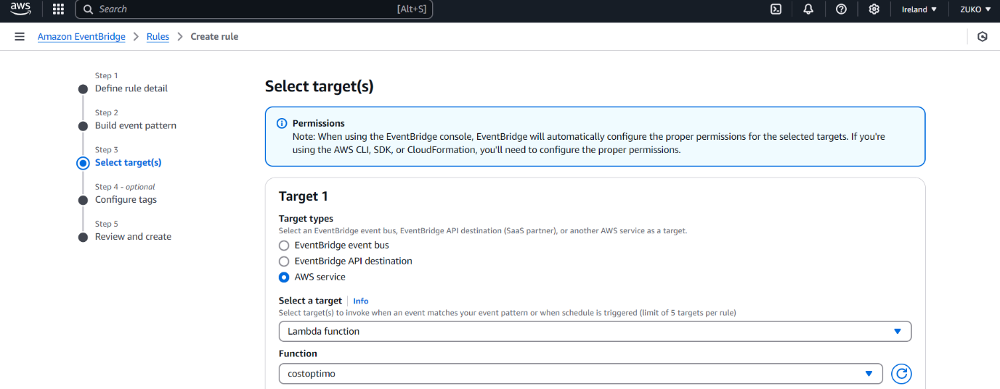 aws
Search [Alt+S] Ireland ZUKO
Amazon EventBridge Rules Create rule
Step 1
Define rule detail
Step 2
Build event pattern
Step 3
Select target(s)
Step 4 - optional
Configure tags
Step 5
Review and create
Select target(s)
Permissions
Note: When using the EventBridge console, EventBridge will automatically configure the proper permissions for the selected targets. If you're
using the AWS CLI, SDK, or CloudFormation, you'll need to configure the proper permissions.
Target 1
Target types
Select an EventBridge event bus, EventBridge API destination (SaaS partner), or another AWS service as a target.
EventBridge event bus
EventBridge API destination
AWS service
Select a target Info
Select target(s) to invoke when an event matches your event pattern or when schedule is triggered (limit of 5 targets per rule)
Lambda function
Function
costoptimo